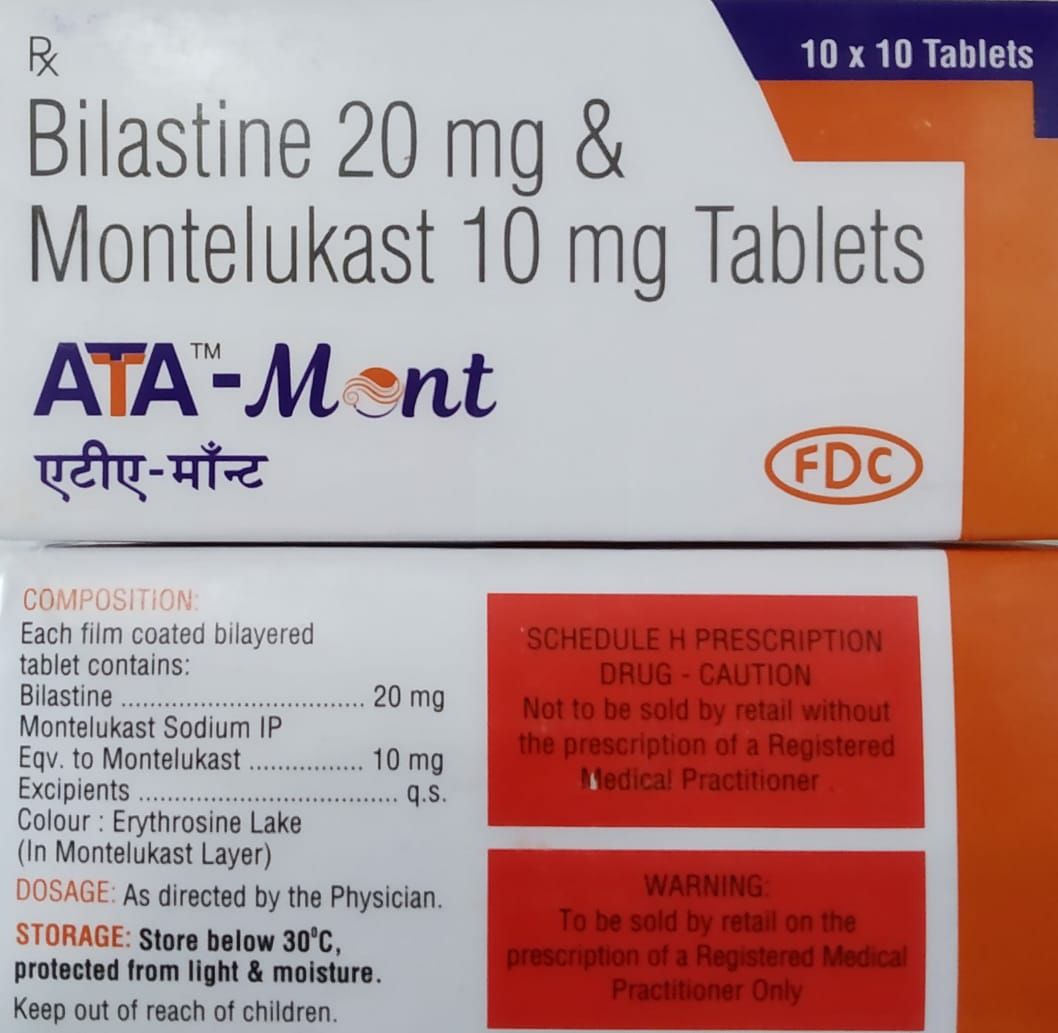 Rx
10 x 10 Tablets
Bilastine 20 mg &
Montelukast 10 mg Tablets
ATA™-Mont
एटीए-मॉंन्ट
FDC
COMPOSITION:
Each film coated bilayered
tablet contains:
Bilastine .................................. 20 mg
Montelukast Sodium IP
Eqv. to Montelukast ................ 10 mg
Excipients .................................... q.s.
Colour : Erythrosine Lake
(In Montelukast Layer)
DOSAGE: As directed by the Physician.
STORAGE: Store below 30⁰C,
protected from light & moisture.
Keep out of reach of children.
SCHEDULE H PRESCRIPTION
DRUG - CAUTION
Not to be sold by retail without
the prescription of a Registered
Medical Practitioner .
WARNING:
To be sold by retail on the
prescription of a Registered Medical
Practitioner Only